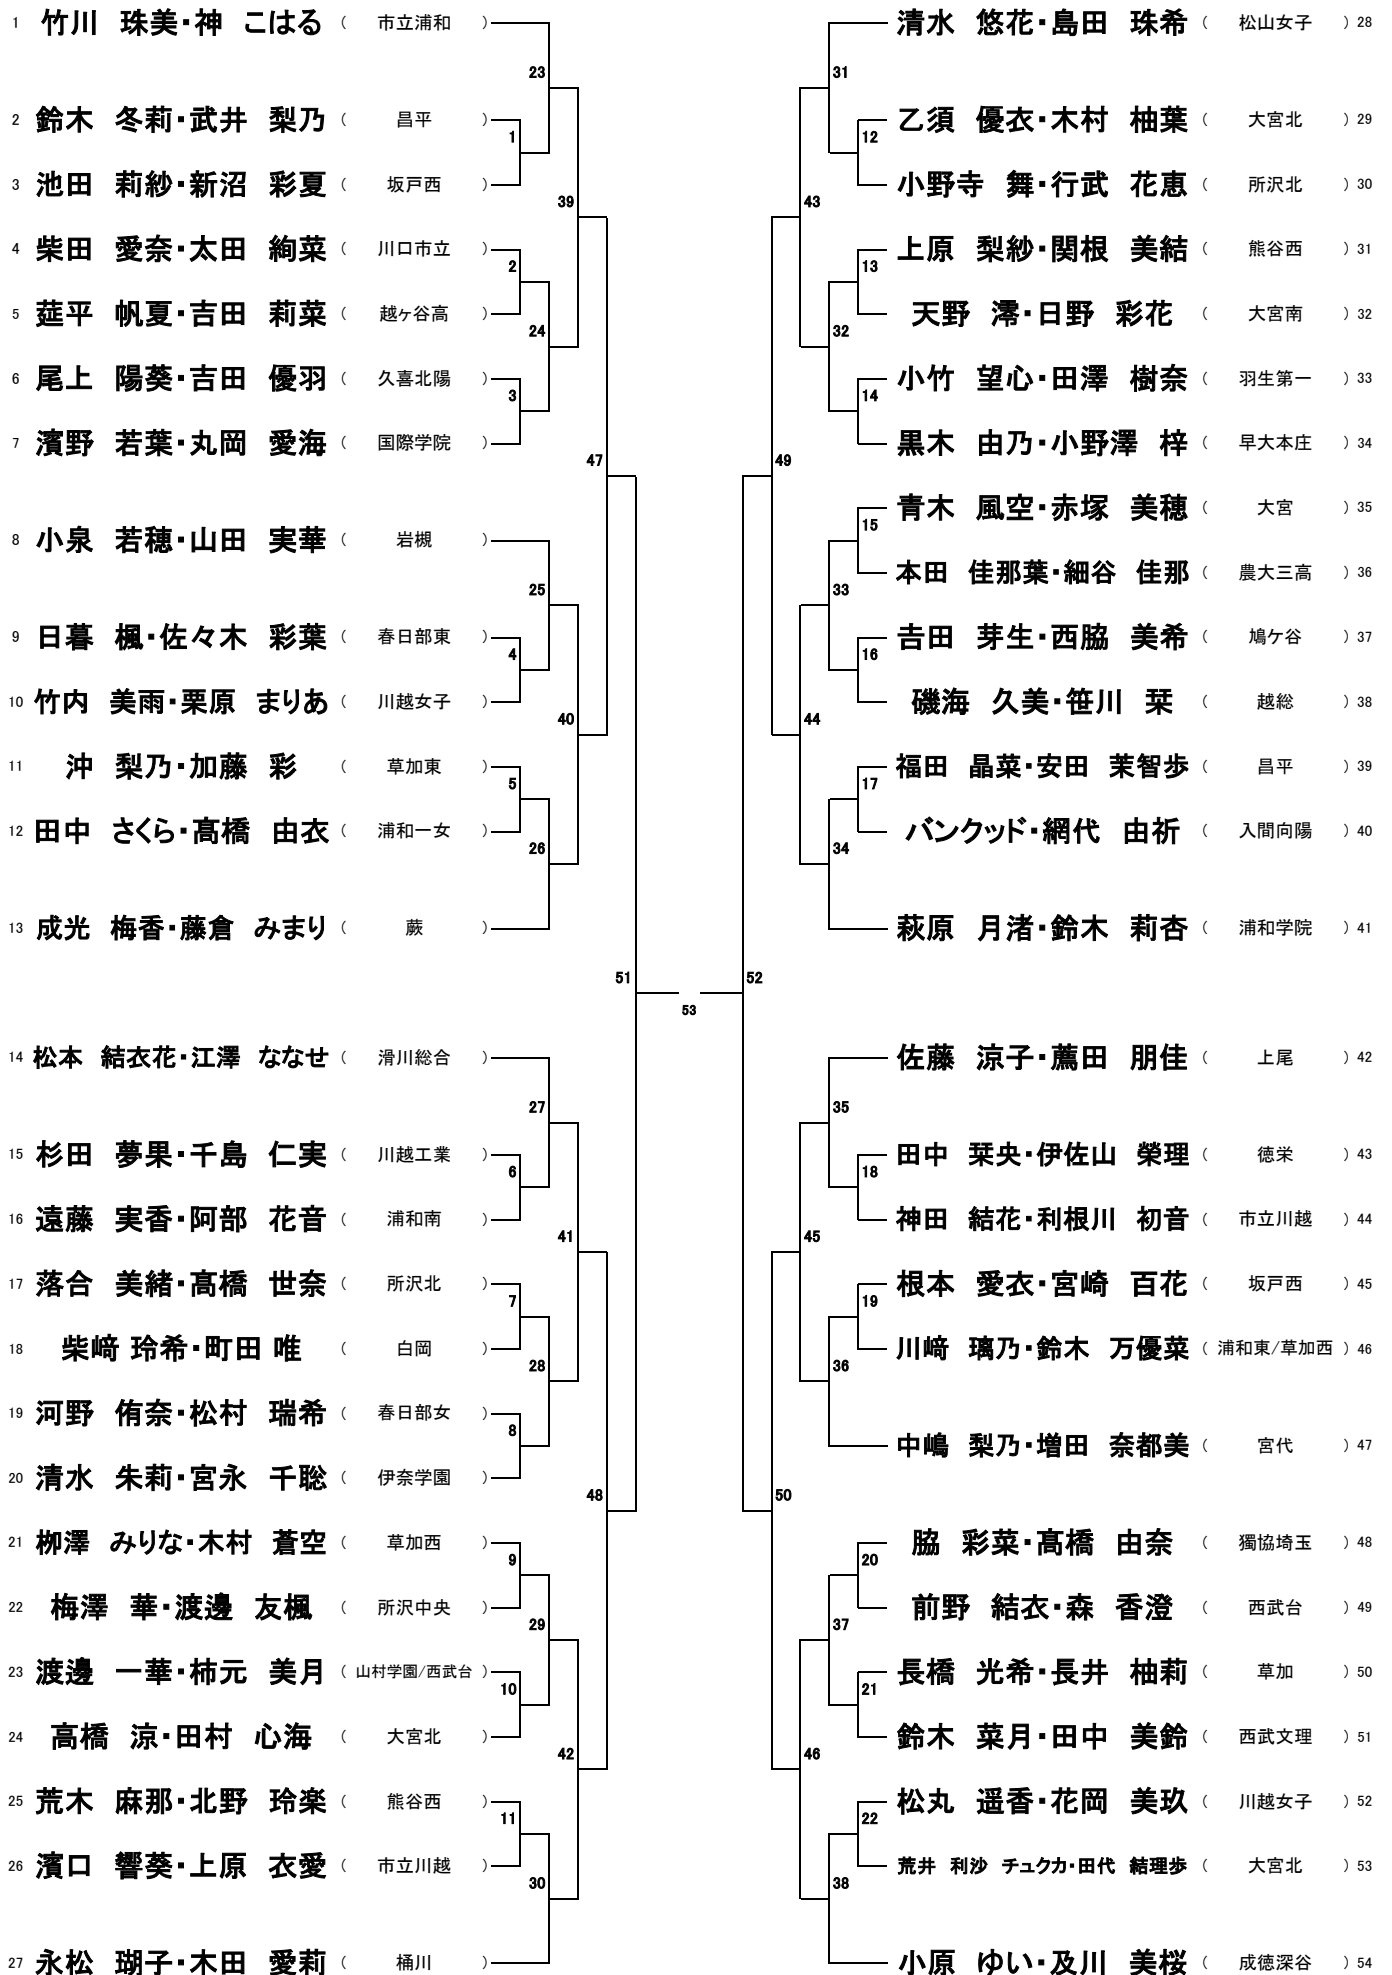 1 竹川 珠美・神 こはる ( 市立浦和 )
23
2 鈴木 冬莉・武井 梨乃 ( 昌平 )
1
3 池田 莉紗・新沼 彩夏 ( 坂戸西 )
39
4 柴田 愛奈・太田 絢菜 ( 川口市立 )
2
5 莚平 帆夏・吉田 莉菜 ( 越ヶ谷高 )
24
6 尾上 陽葵・吉田 優羽 ( 久喜北陽 )
3
7 濱野 若葉・丸岡 愛海 ( 国際学院 )
47
8 小泉 若穂・山田 実華 ( 岩槻 )
25
9 日暮 楓・佐々木 彩葉 ( 春日部東 )
4
10 竹内 美雨・栗原 まりあ ( 川越女子 )
40
11 沖 梨乃・加藤 彩 ( 草加東 )
5
12 田中 さくら・髙橋 由衣 ( 浦和一女 )
26
13 成光 梅香・藤倉 みまり ( 蕨 )
51
53
14 松本 結衣花・江澤 ななせ ( 滑川総合 )
27
15 杉田 夢果・千島 仁実 ( 川越工業 )
6
16 遠藤 実香・阿部 花音 ( 浦和南 )
41
17 落合 美緒・髙橋 世奈 ( 所沢北 )
7
18 柴﨑 玲希・町田 唯 ( 白岡 )
28
19 河野 侑奈・松村 瑞希 ( 春日部女 )
8
20 清水 朱莉・宮永 千聡 ( 伊奈学園 )
48
21 栁澤 みりな・木村 蒼空 ( 草加西 )
9
22 梅澤 華・渡邊 友楓 ( 所沢中央 )
29
23 渡邊 一華・柿元 美月 ( 山村学園/西武台 )
10
24 高橋 涼・田村 心海 ( 大宮北 )
42
25 荒木 麻那・北野 玲楽 ( 熊谷西 )
11
26 濱口 響葵・上原 衣愛 ( 市立川越 )
30
27 永松 瑚子・木田 愛莉 ( 桶川 )
清水 悠花・島田 珠希 ( 松山女子 ) 28
31
乙須 優衣・木村 柚葉 ( 大宮北 ) 29
12
小野寺 舞・行武 花恵 ( 所沢北 ) 30
43
上原 梨紗・関根 美結 ( 熊谷西 ) 31
13
天野 澪・日野 彩花 ( 大宮南 ) 32
32
小竹 望心・田澤 樹奈 ( 羽生第一 ) 33
14
黒木 由乃・小野澤 梓 ( 早大本庄 ) 34
49
青木 風空・赤塚 美穂 ( 大宮 ) 35
15
本田 佳那葉・細谷 佳那 ( 農大三高 ) 36
33
吉田 芽生・西脇 美希 ( 鳩ケ谷 ) 37
16
磯海 久美・笹川 栞 ( 越総 ) 38
44
福田 晶菜・安田 茉智歩 ( 昌平 ) 39
17
バンクッド・網代 由祈 ( 入間向陽 ) 40
34
萩原 月渚・鈴木 莉杏 ( 浦和学院 ) 41
52
佐藤 涼子・薦田 朋佳 ( 上尾 ) 42
35
田中 栞央・伊佐山 榮理 ( 徳栄 ) 43
18
神田 結花・利根川 初音 ( 市立川越 ) 44
45
根本 愛衣・宮崎 百花 ( 坂戸西 ) 45
19
川﨑 璃乃・鈴木 万優菜 ( 浦和東/草加西 ) 46
36
中嶋 梨乃・増田 奈都美 ( 宮代 ) 47
50
脇 彩菜・髙橋 由奈 ( 獨協埼玉 ) 48
20
前野 結衣・森 香澄 ( 西武台 ) 49
37
長橋 光希・長井 柚莉 ( 草加 ) 50
21
鈴木 菜月・田中 美鈴 ( 西武文理 ) 51
46
松丸 遥香・花岡 美玖 ( 川越女子 ) 52
22
荒井 利沙 チュクカ・田代 結理歩 ( 大宮北 ) 53
38
小原 ゆい・及川 美桜 ( 成徳深谷 ) 54